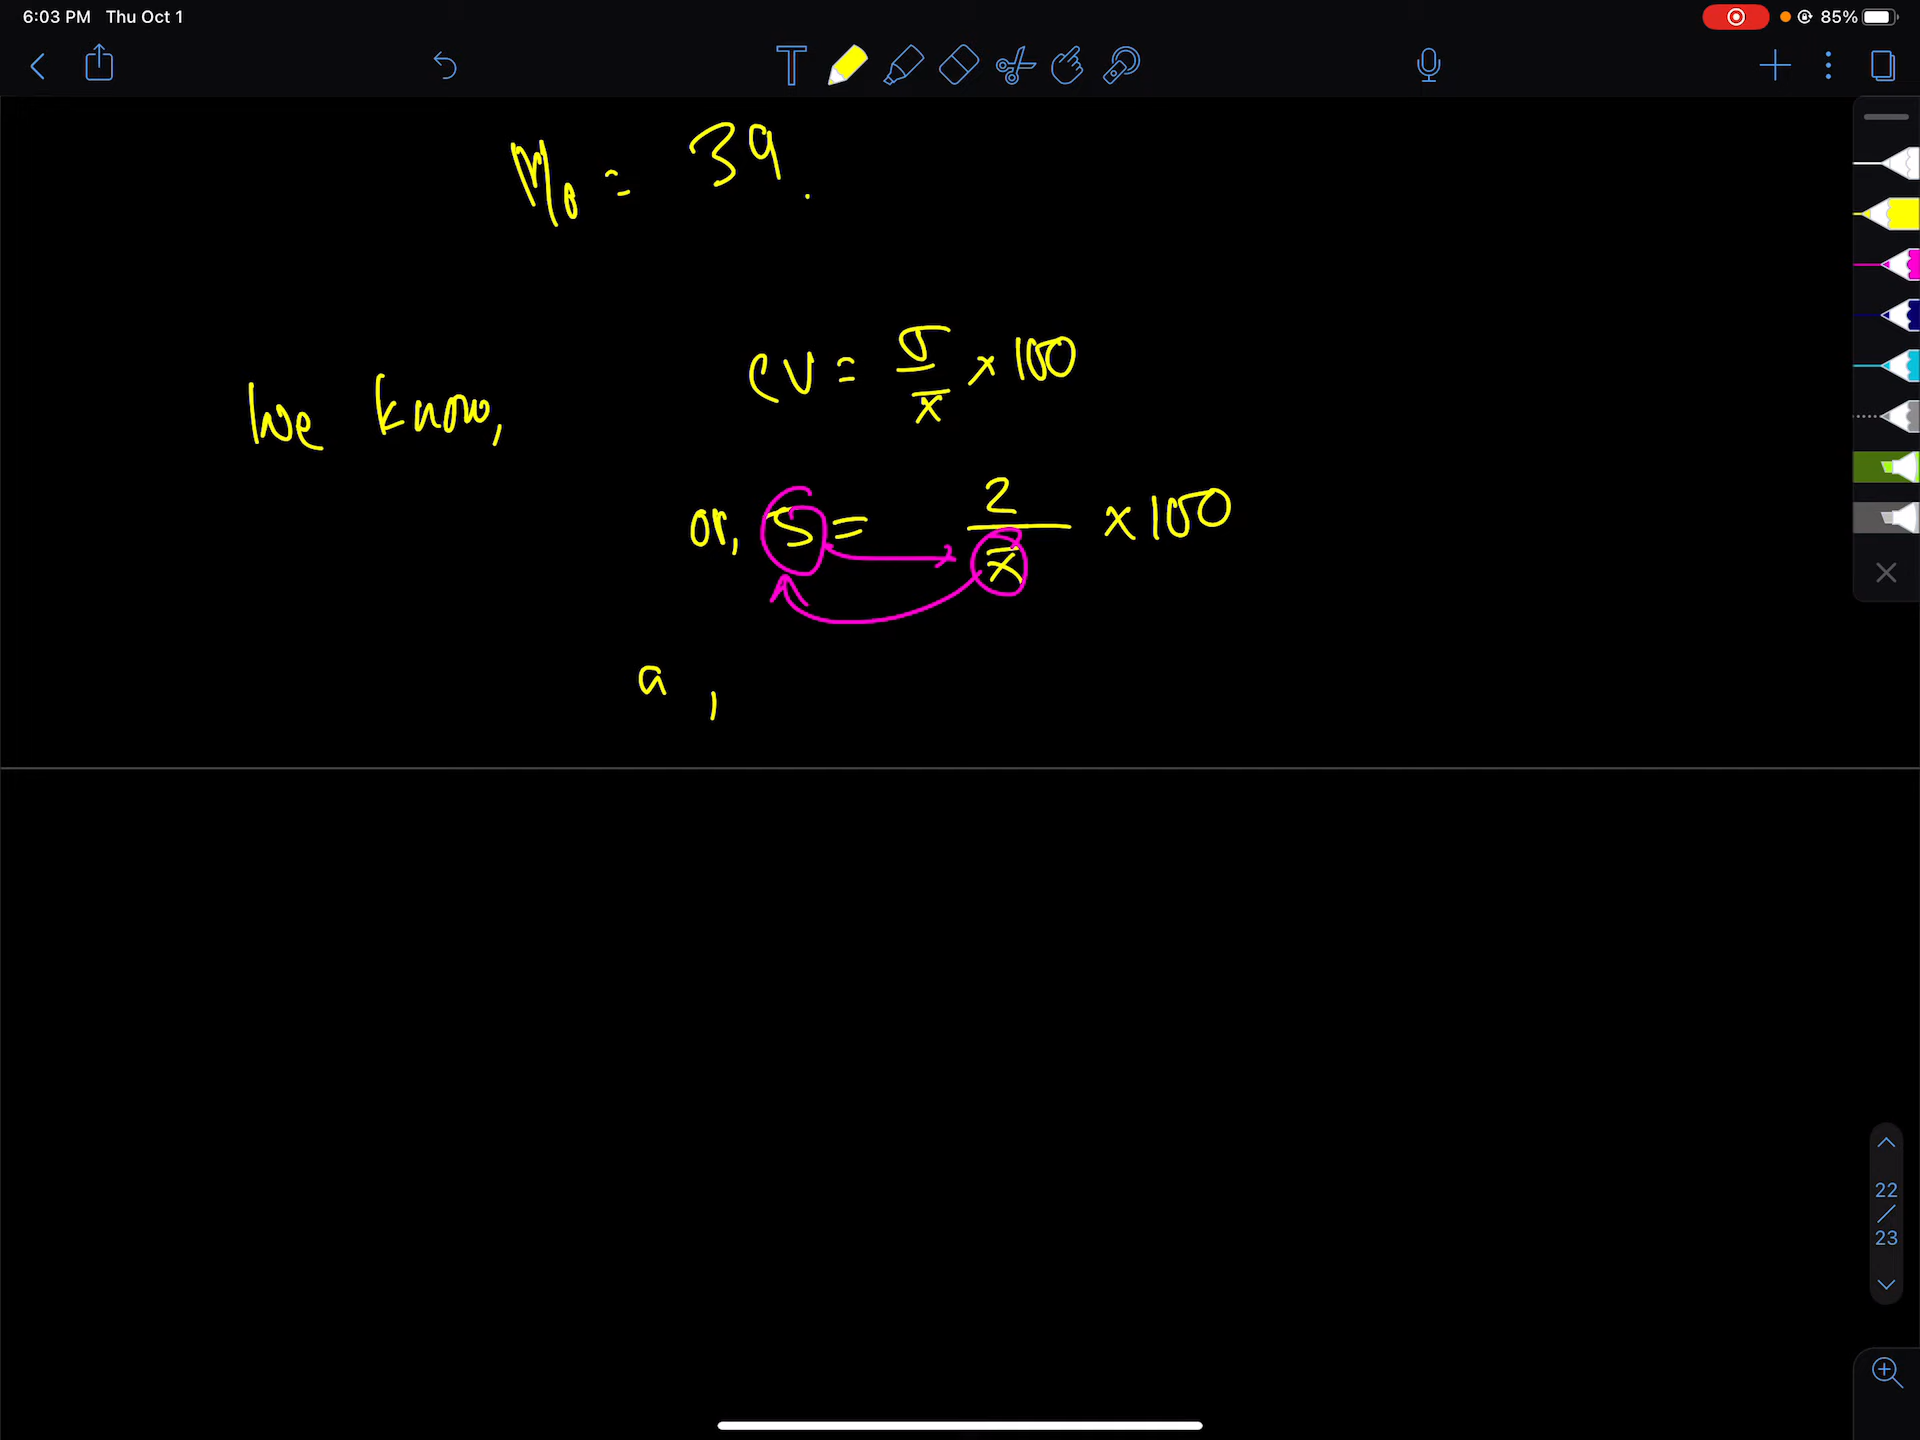 6:03 PM Thu Oct 1
85%
T
M₀ = 39.
We know,
CV = σ/x̄ × 100
or, 5 = 2/x̄ × 100
a,
22
/
23